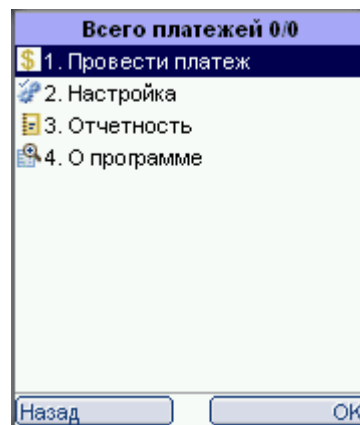 Всего платежей 0/0
1. Провести платеж
2. Настройка
3. Отчетность
4. О программе
Назад OK